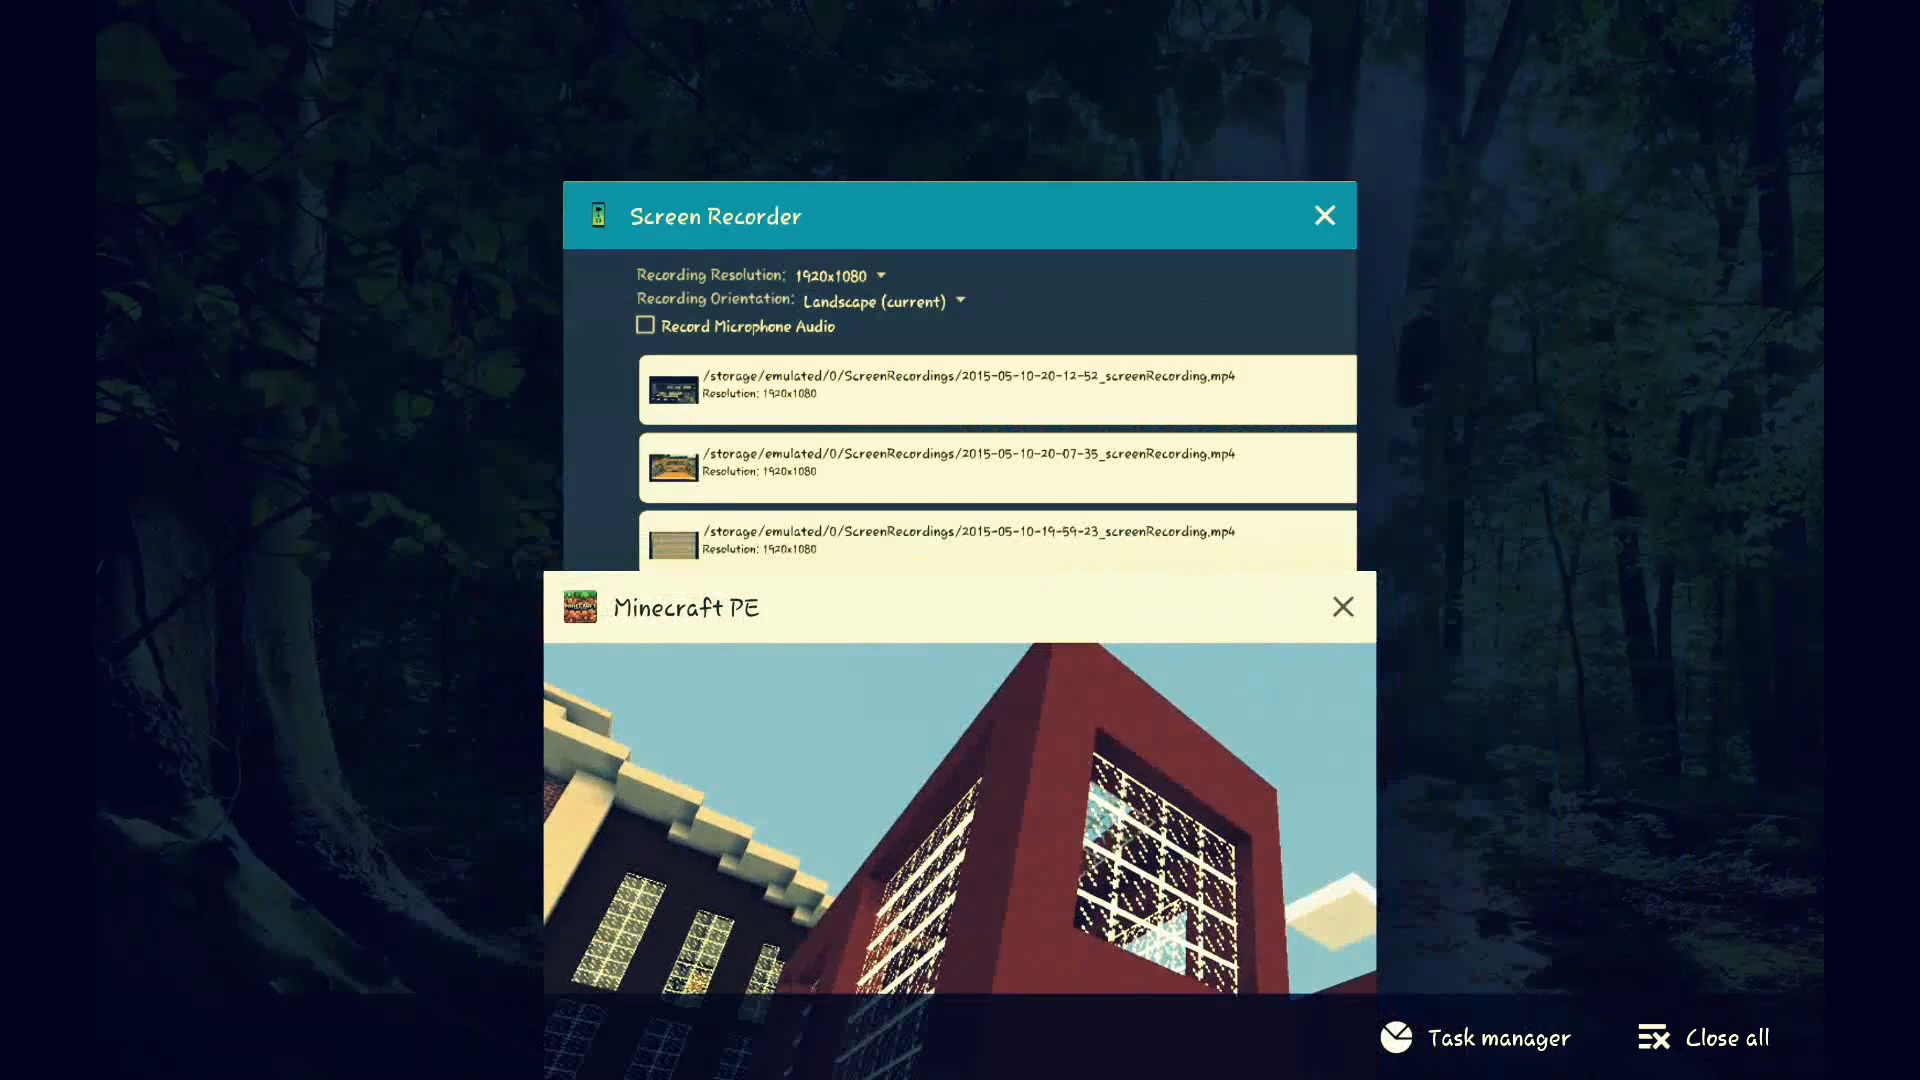 Screen Recorder
Recording Resolution: 1920x1080
Recording Orientation: Landscape (current)
Record Microphone Audio
/storage/emulated/0/ScreenRecordings/2015-05-10-20-12-52_screenRecording.mp4
Resolution: 1920x1080
/storage/emulated/0/ScreenRecordings/2015-05-10-20-07-35_screenRecording.mp4
Resolution: 1920x1080
/storage/emulated/0/ScreenRecordings/2015-05-10-19-59-23_screenRecording.mp4
Resolution: 1920x1080
MINECRAFT
Minecraft PE
Task manager
Close all